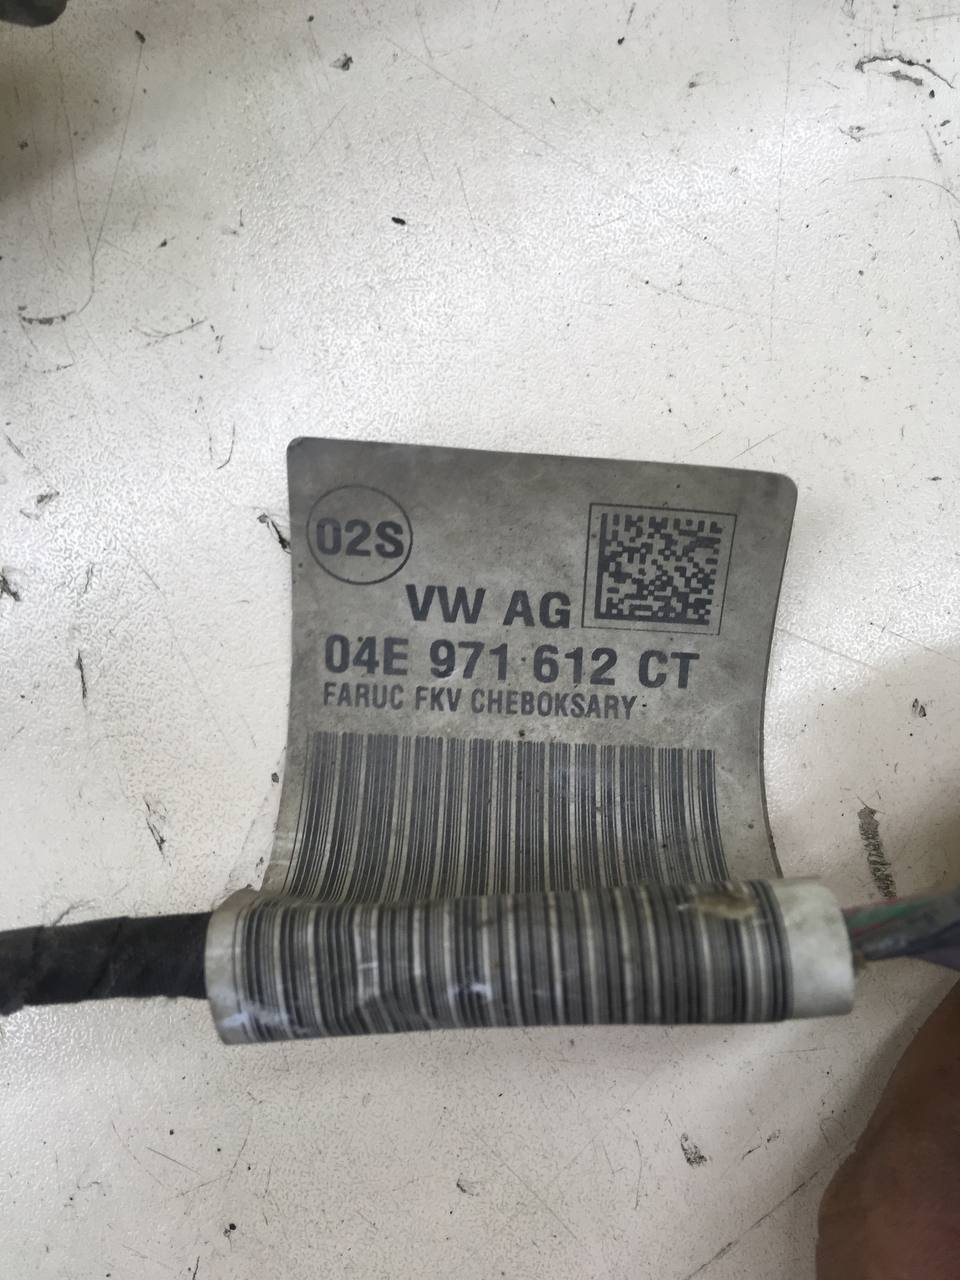 02S
VW AG
04E 971 612 CT
FARUC FKV CHEBOKSARY